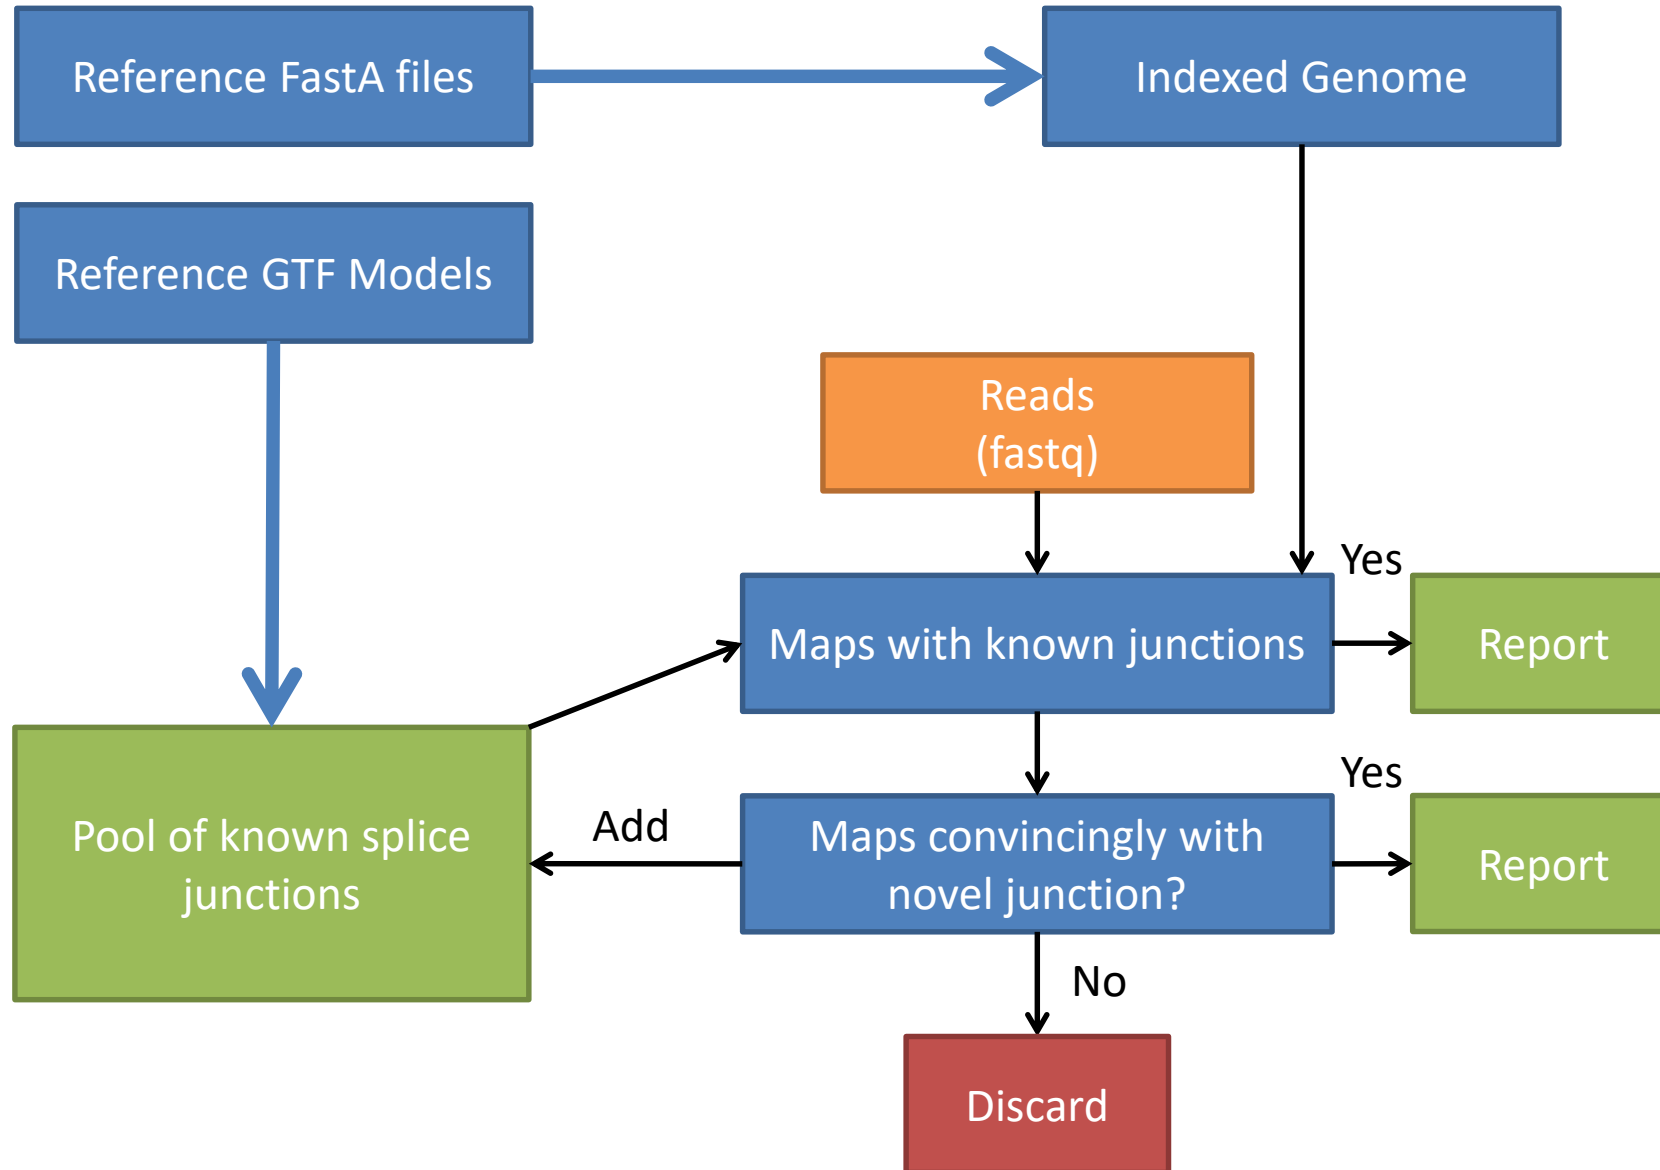 Reference FastA files
Indexed Genome
Reference GTF Models
Reads
(fastq)
Yes
Maps with known junctions
Report
Yes
Pool of known splice
junctions
Add
Maps convincingly with
novel junction?
Report
No
Discard